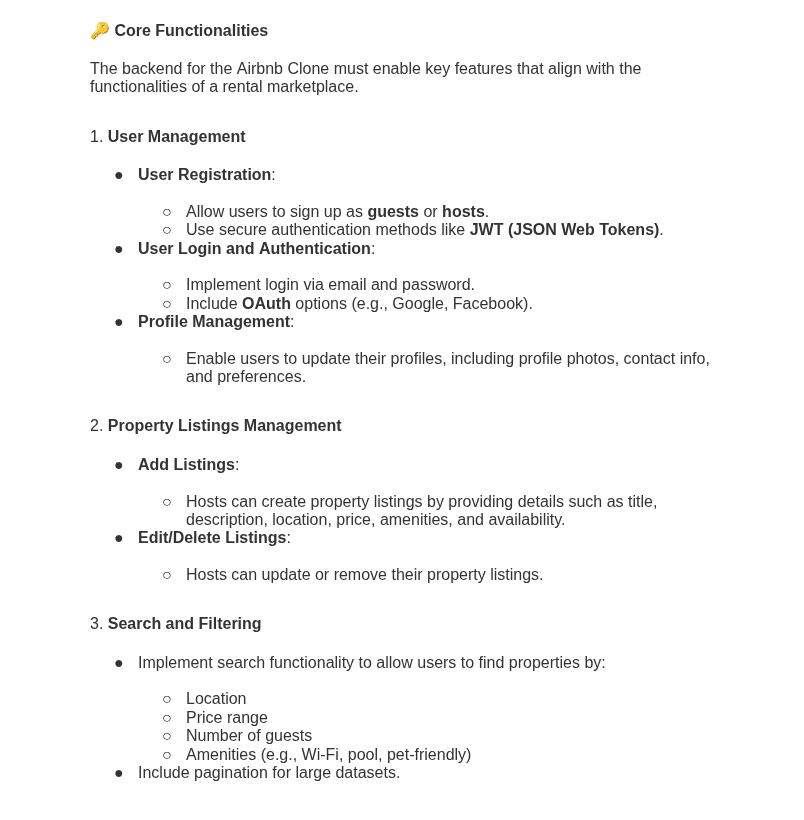 🔑 Core Functionalities
The backend for the Airbnb Clone must enable key features that align with the
functionalities of a rental marketplace.
1. User Management
● User Registration:
○ Allow users to sign up as guests or hosts.
○ Use secure authentication methods like JWT (JSON Web Tokens).
● User Login and Authentication:
○ Implement login via email and password.
○ Include OAuth options (e.g., Google, Facebook).
● Profile Management:
○ Enable users to update their profiles, including profile photos, contact info,
and preferences.
2. Property Listings Management
● Add Listings:
○ Hosts can create property listings by providing details such as title,
description, location, price, amenities, and availability.
● Edit/Delete Listings:
○ Hosts can update or remove their property listings.
3. Search and Filtering
● Implement search functionality to allow users to find properties by:
○ Location
○ Price range
○ Number of guests
○ Amenities (e.g., Wi-Fi, pool, pet-friendly)
● Include pagination for large datasets.